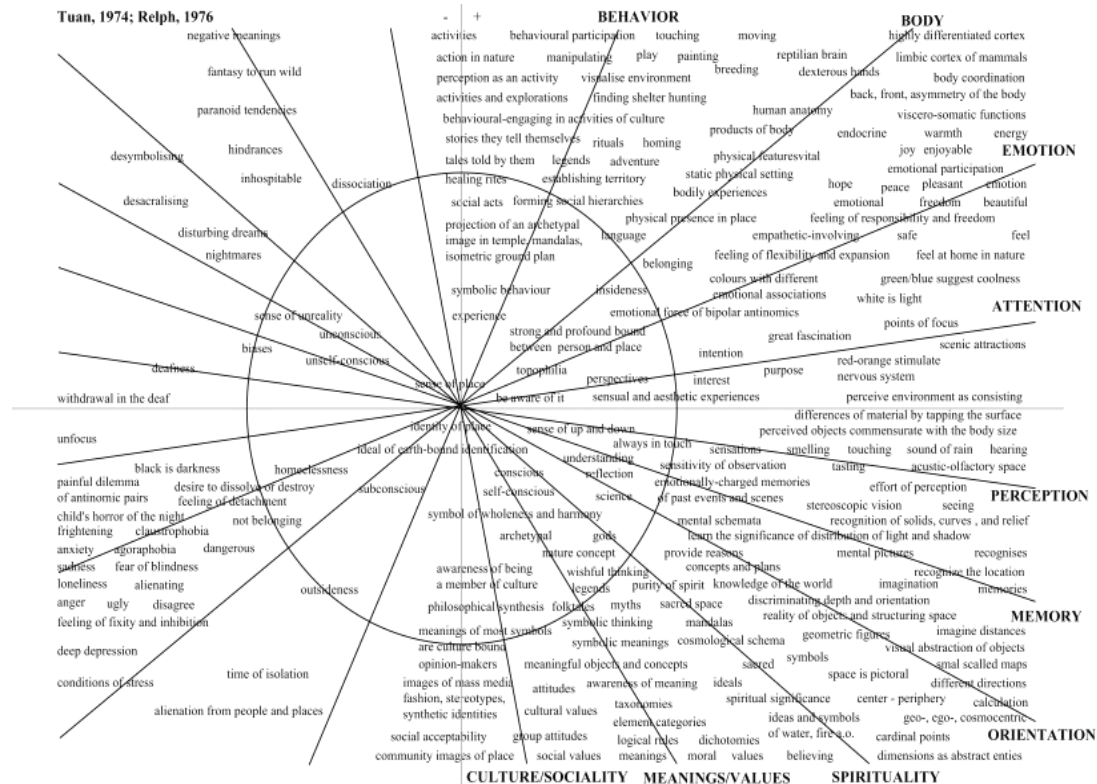 Tuan, 1974; Relph, 1976 - + BEHAVIOR BODY
negative meanings activities behavioural participation touching moving highly differentiated cortex
action in nature manipulating play painting reptilian brain limbic cortex of mammals
fantasy to run wild perception as an activity visualise environment breeding dexterous hands body coordination
activities and explorations finding shelter hunting back, front, asymmetry of the body
paranoid tendencies human anatomy viscero-somatic functions
behavioural-engaging in activities of culture
stories they tell themselves rituals homing products of body endocrine warmth energy
desymbolising hindrances joy enjoyable EMOTION
tales told by them legends adventure physical featuresvital emotional participation
inhospitable dissociation healing rites establishing territory static physical setting hope peace pleasant emotion
desacralising social acts forming social hierarchies bodily experiences emotional freedom beautiful
physical presence in place feeling of responsibility and freedom
disturbing dreams projection of an archetypal language empathetic-involving safe feel
image in temple, mandalas,
nightmares isometric ground plan belonging feeling of flexibility and expansion feel at home in nature
colours with different green/blue suggest coolness
symbolic behaviour insideness emotional associations white is light ATTENTION
sense of unreality experience emotional force of bipolar antinomics
unconscious strong and profound bound great fascination points of focus
biases between person and place intention scenic attractions
unself-conscious red-orange stimulate
deafness topophilia perspectives interest purpose nervous system
sense of place
withdrawal in the deaf be aware of it sensual and aesthetic experiences perceive environment as consisting
differences of material by tapping the surface
identity of place sense of up and down perceived objects commensurate with the body size
unfocus always in touch
ideal of earth-bound identification sensations smelling touching sound of rain hearing
understanding
black is darkness homelessness conscious reflection sensitivity of observation tasting acustic-olfactory space
painful dilemma desire to dissolve or destroy subconscious emotionally-charged memories effort of perception
of antinomic pairs feeling of detachment self-conscious science of past events and scenes PERCEPTION
stereoscopic vision seeing
child's horror of the night not belonging symbol of wholeness and harmony mental schemata recognition of solids, curves , and relief
frightening claustrophobia archetypal gods learn the significance of distribution of light and shadow
anxiety agoraphobia dangerous nature concept provide reasons mental pictures recognises
sadness fear of blindness awareness of being wishful thinking concepts and plans recognize the location
loneliness alienating outsideness a member of culture legends purity of spirit knowledge of the world imagination memories
anger ugly disagree philosophical synthesis folktales myths sacred space discriminating depth and orientation
feeling of fixity and inhibition symbolic thinking mandalas reality of objects and structuring space MEMORY
meanings of most symbols geometric figures imagine distances
are culture bound symbolic meanings cosmological schema visual abstraction of objects
deep depression opinion-makers meaningful objects and concepts sacred symbols smal scalled maps
time of isolation space is pictoral
conditions of stress images of mass media attitudes awareness of meaning ideals different directions
fashion, stereotypes, spiritual significance center - periphery calculation
alienation from people and places synthetic identities cultural values taxonomies ideas and symbols geo-, ego-, cosmocentric
element categories of water, fire a.o. ORIENTATION
social acceptability group attitudes logical rules dichotomies cardinal points
community images of place social values meanings moral values believing dimensions as abstract enties
CULTURE/SOCIALITY MEANINGS/VALUES SPIRITUALITY